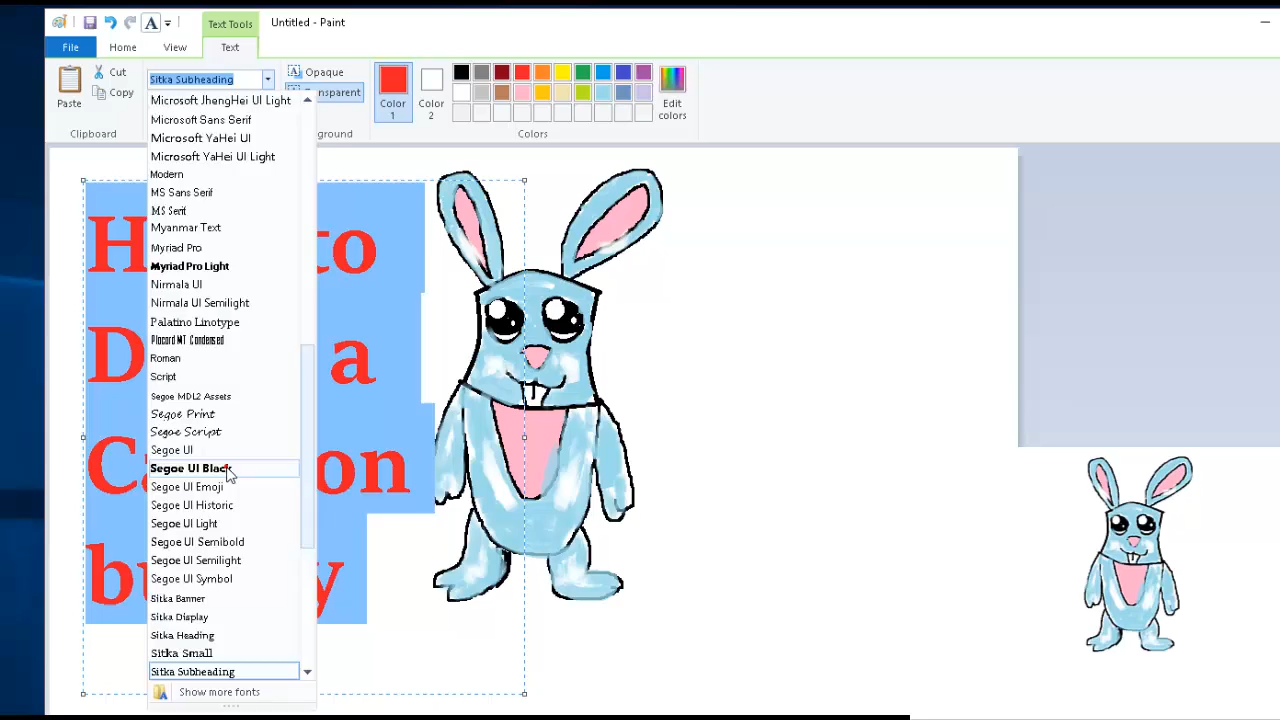 Text Tools
Untitled - Paint
File Home View Text
Paste
Cut
Copy
Clipboard
Sitka Subheading
Opaque
Color 1
Color 2
Edit colors
Colors
Microsoft JhengHei UI Light
Microsoft Sans Serif
Microsoft YaHei UI
Microsoft YaHei UI Light
Modern
MS Sans Serif
MS Serif
Myanmar Text
Myriad Pro
Myriad Pro Light
Nirmala UI
Nirmala UI Semilight
Palatino Linotype
Placard MT Condensed
Roman
Script
Segoe MDL2 Assets
Segoe Print
Segoe Script
Segoe UI
Segoe UI Black
Segoe UI Emoji
Segoe UI Historic
Segoe UI Light
Segoe UI Semibold
Segoe UI Semilight
Segoe UI Symbol
Sitka Banner
Sitka Display
Sitka Heading
Sitka Small
Sitka Subheading
Show more fonts
to
a